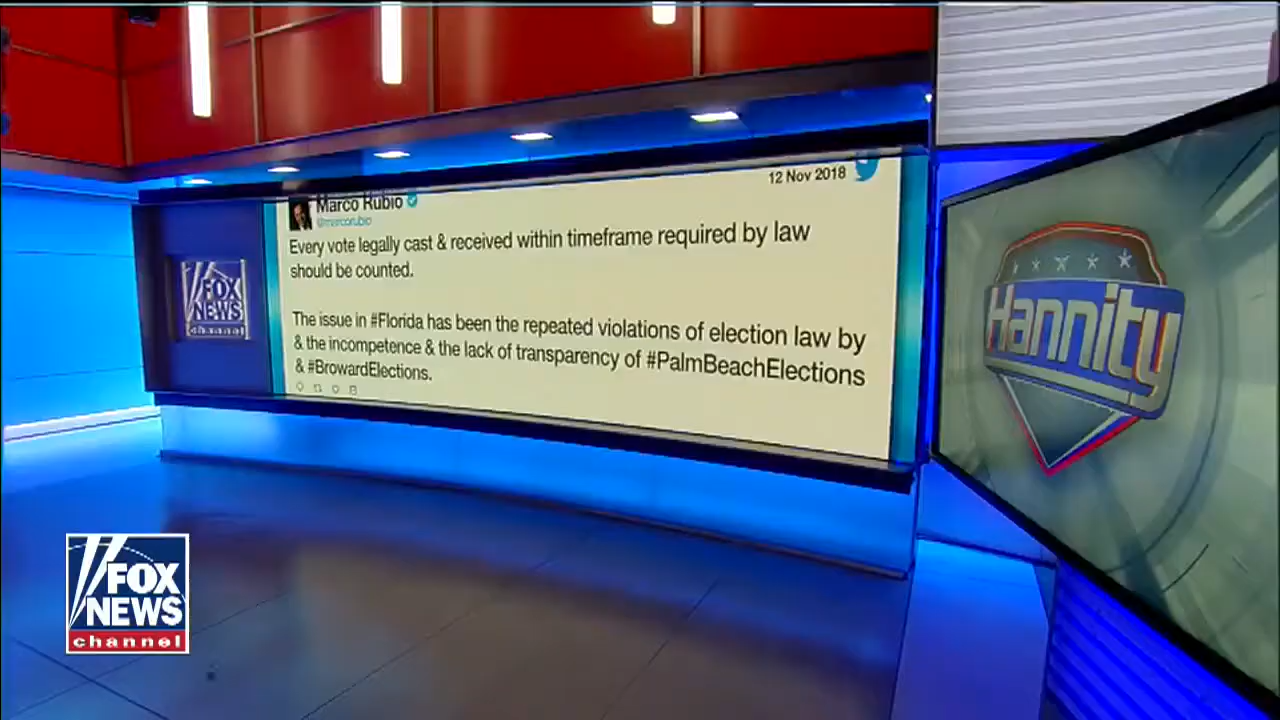 12 Nov 2018
Marco Rubio
@marcorubio
Every vote legally cast & received within timeframe required by law
should be counted.
The issue in #Florida has been the repeated violations of election law by
& the incompetence & the lack of transparency of #PalmBeachElections
& #BrowardElections.
FOX
NEWS
channel
Hannity
FOX
NEWS
channel